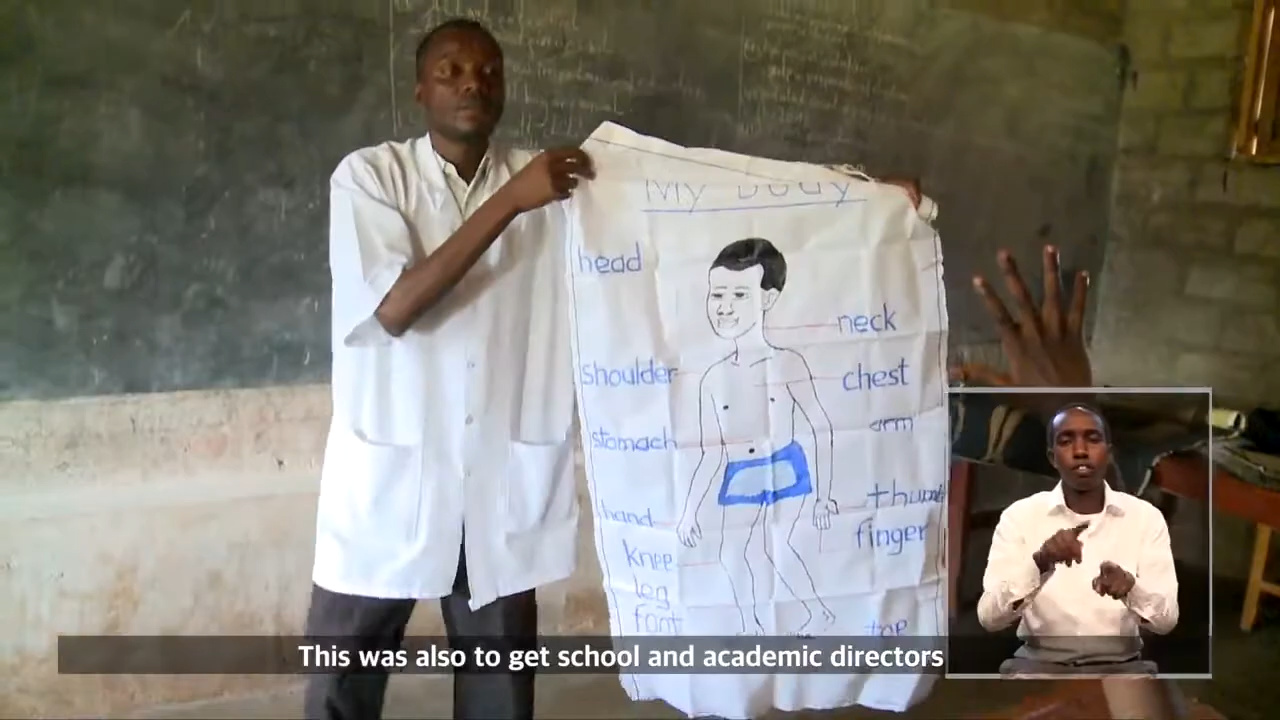 My Body
head
neck
shoulder
chest
arm
stomach
hand
thumb
finger
knee
leg
foot
toe
This was also to get school and academic directors